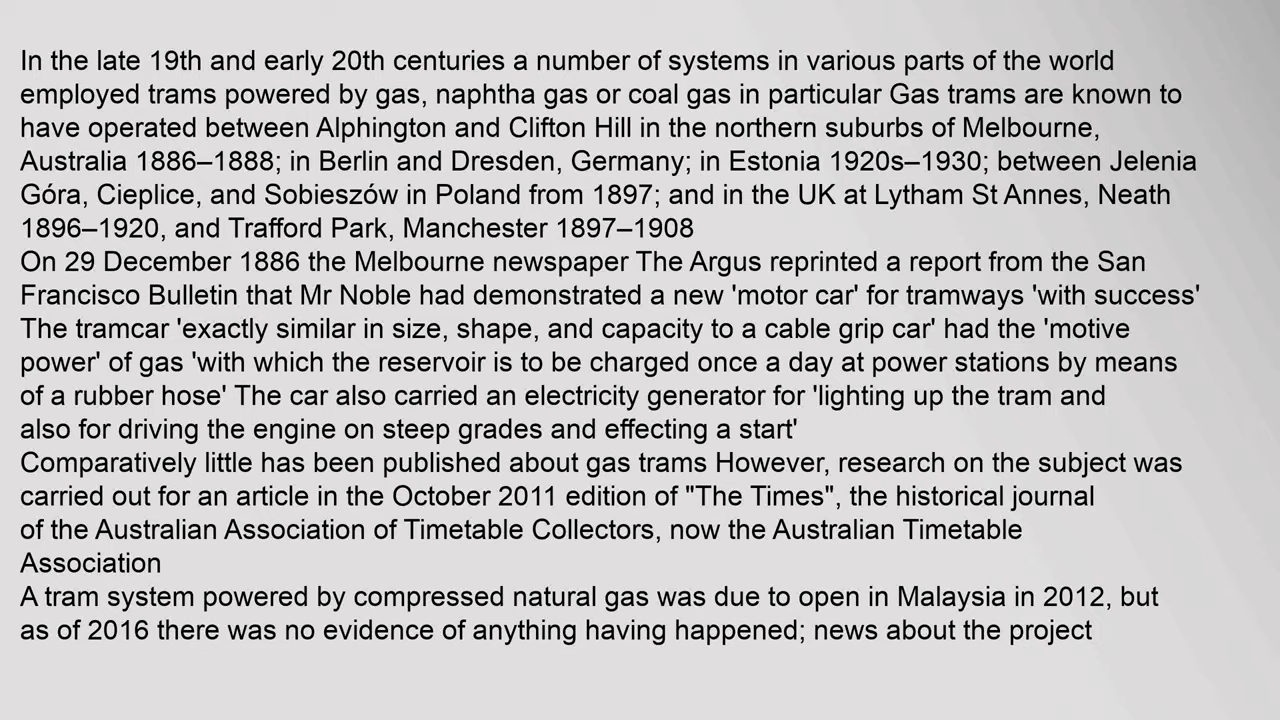 In the late 19th and early 20th centuries a number of systems in various parts of the world
employed trams powered by gas, naphtha gas or coal gas in particular Gas trams are known to
have operated between Alphington and Clifton Hill in the northern suburbs of Melbourne,
Australia 1886–1888; in Berlin and Dresden, Germany; in Estonia 1920s–1930; between Jelenia
Góra, Cieplice, and Sobieszów in Poland from 1897; and in the UK at Lytham St Annes, Neath
1896–1920, and Trafford Park, Manchester 1897–1908
On 29 December 1886 the Melbourne newspaper The Argus reprinted a report from the San
Francisco Bulletin that Mr Noble had demonstrated a new 'motor car' for tramways 'with success'
The tramcar 'exactly similar in size, shape, and capacity to a cable grip car' had the 'motive
power' of gas 'with which the reservoir is to be charged once a day at power stations by means
of a rubber hose' The car also carried an electricity generator for 'lighting up the tram and
also for driving the engine on steep grades and effecting a start'
Comparatively little has been published about gas trams However, research on the subject was
carried out for an article in the October 2011 edition of "The Times", the historical journal
of the Australian Association of Timetable Collectors, now the Australian Timetable
Association
A tram system powered by compressed natural gas was due to open in Malaysia in 2012, but
as of 2016 there was no evidence of anything having happened; news about the project